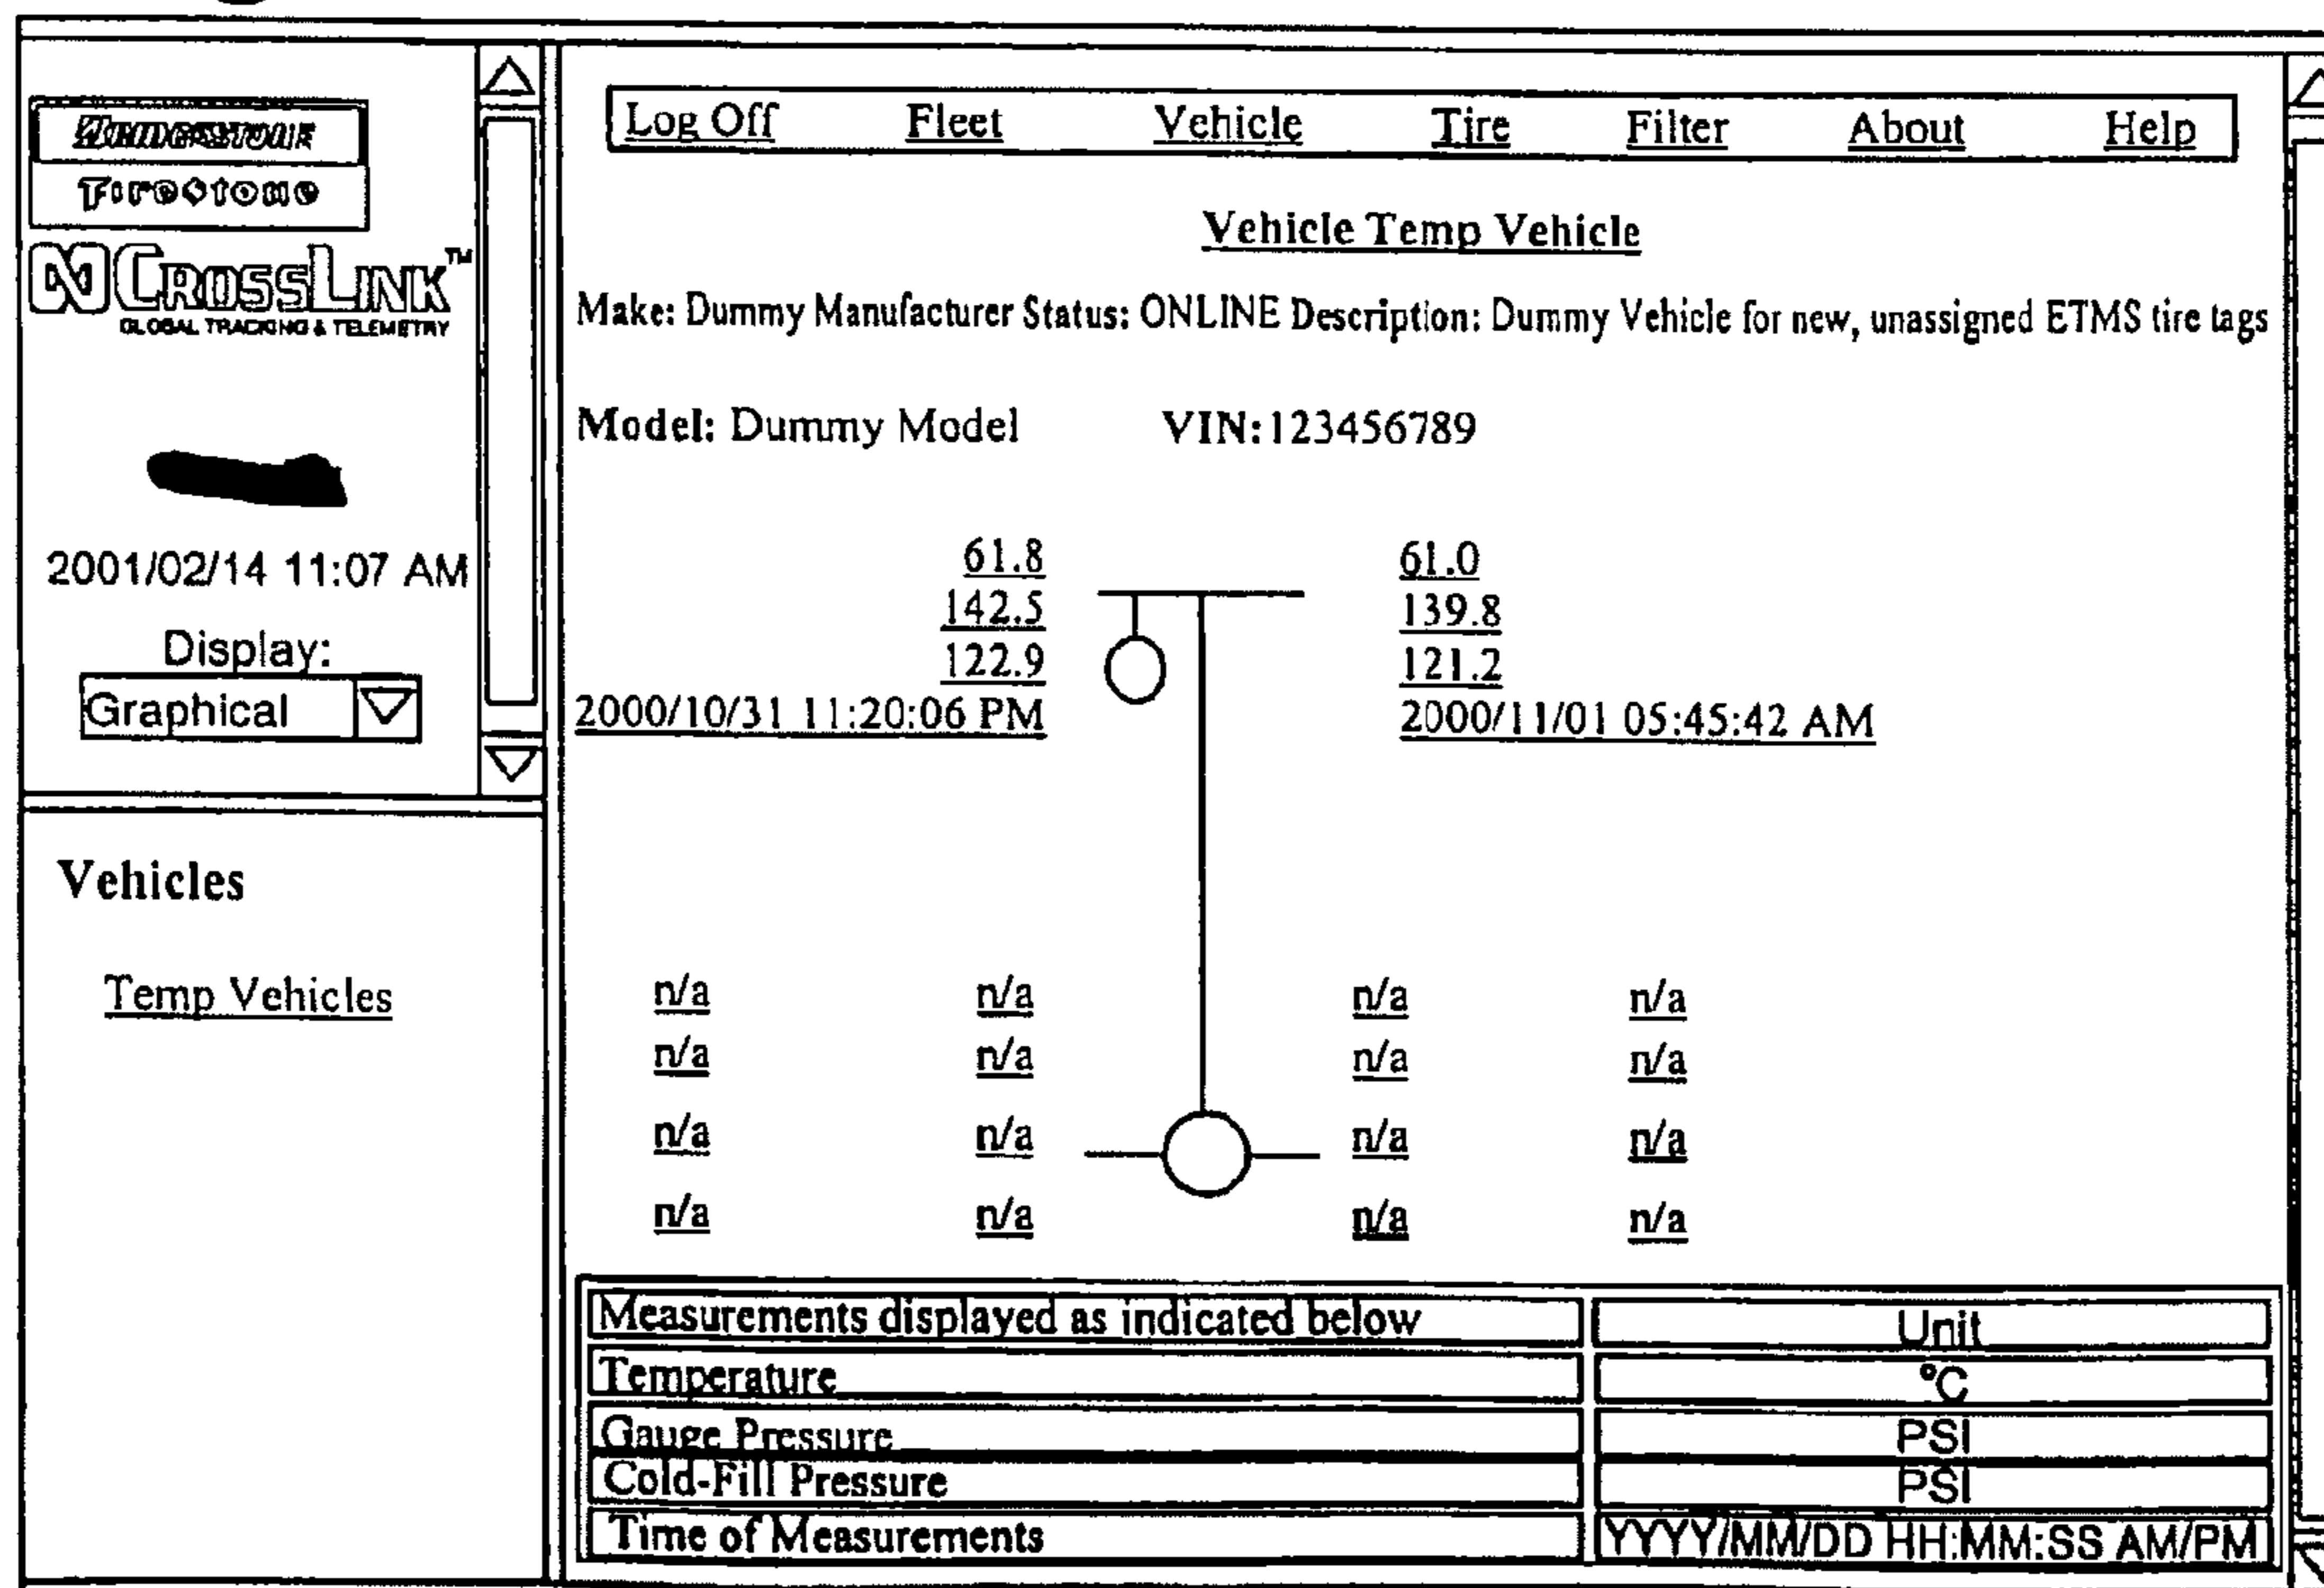 BRIDGESTONE
Firestone
CROSSLINK™
GLOBAL TRACKING & TELEMETRY
2001/02/14 11:07 AM
Display:
Graphical
Vehicles
Temp Vehicles
Log Off Fleet Vehicle Tire Filter About Help
Vehicle Temp Vehicle
Make: Dummy Manufacturer Status: ONLINE Description: Dummy Vehicle for new, unassigned ETMS tire tags
Model: Dummy Model VIN:123456789
61.8 61.0
142.5 139.8
122.9 121.2
2000/10/31 11:20:06 PM 2000/11/01 05:45:42 AM
n/a n/a n/a n/a
n/a n/a n/a n/a
n/a n/a n/a n/a
n/a n/a n/a n/a
Measurements displayed as indicated below Unit
Temperature °C
Gauge Pressure PSI
Cold-Fill Pressure PSI
Time of Measurements YYYY/MM/DD HH:MM:SS AM/PM